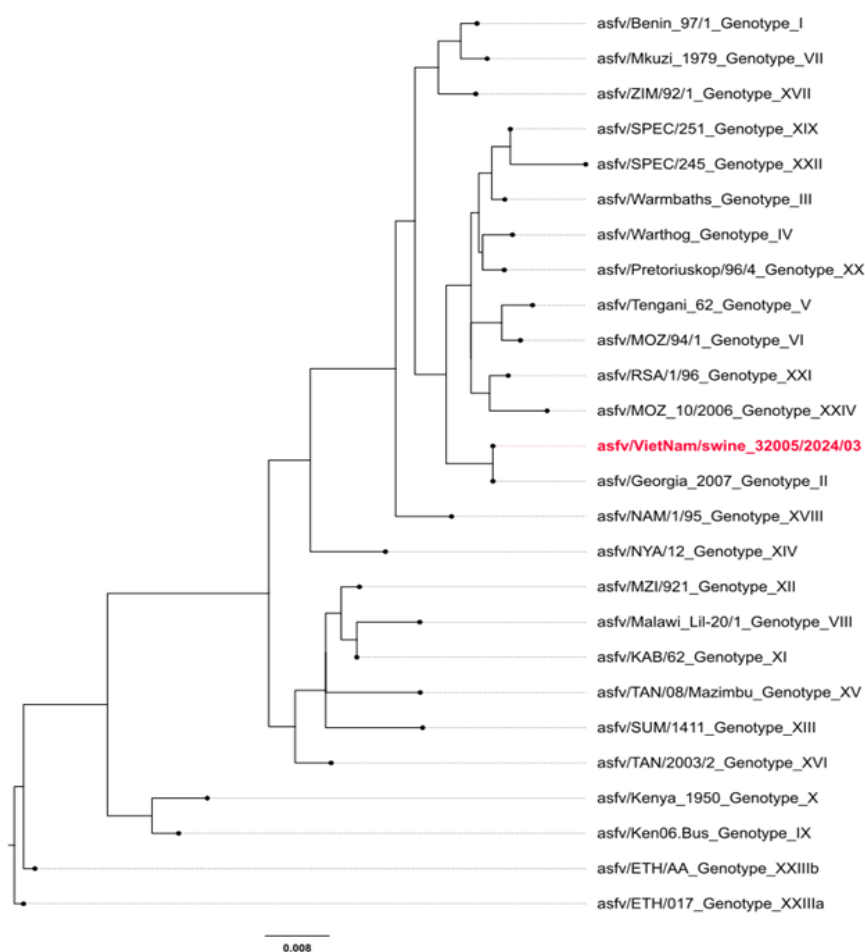 asfv/Benin_97/1_Genotype_I
asfv/Mkuzi_1979_Genotype_VII
asfv/ZIM/92/1_Genotype_XVII
asfv/SPEC/251_Genotype_XIX
asfv/SPEC/245_Genotype_XXII
asfv/Warmbaths_Genotype_III
asfv/Warthog_Genotype_IV
asfv/Pretoriuskop/96/4_Genotype_XX
asfv/Tengani_62_Genotype_V
asfv/MOZ/94/1_Genotype_VI
asfv/RSA/1/96_Genotype_XXI
asfv/MOZ_10/2006_Genotype_XXIV
asfv/VietNam/swine_32005/2024/03
asfv/Georgia_2007_Genotype_II
asfv/NAM/1/95_Genotype_XVIII
asfv/NYA/12_Genotype_XIV
asfv/MZI/921_Genotype_XII
asfv/Malawi_Lil-20/1_Genotype_VIII
asfv/KAB/62_Genotype_XI
asfv/TAN/08/Mazimbu_Genotype_XV
asfv/SUM/1411_Genotype_XIII
asfv/TAN/2003/2_Genotype_XVI
asfv/Kenya_1950_Genotype_X
asfv/Ken06.Bus_Genotype_IX
asfv/ETH/AA_Genotype_XXIIIb
asfv/ETH/017_Genotype_XXIIIa
0.008